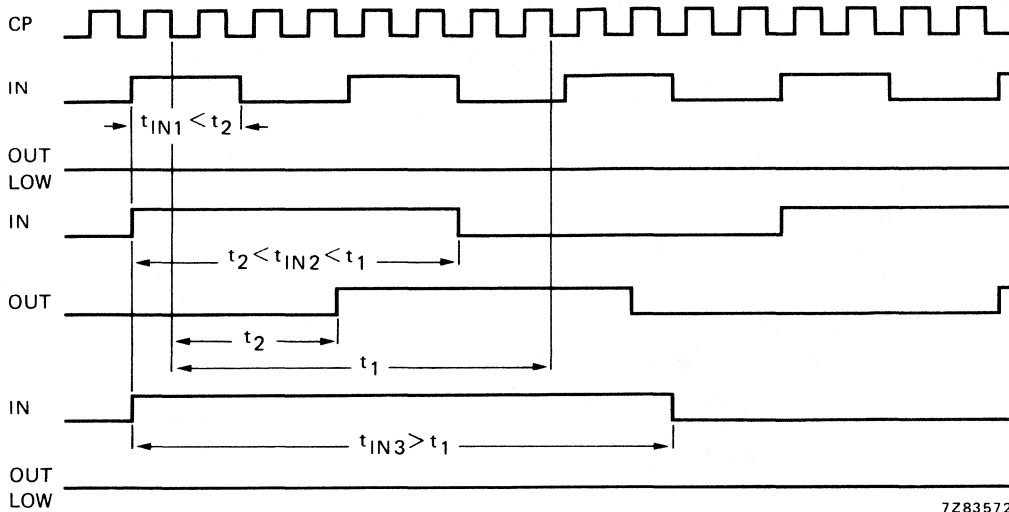 CP
IN
t_IN1 < t_2
OUT
LOW
IN
t_2 < t_IN2 < t_1
OUT
t_2
t_1
IN
t_IN3 > t_1
OUT
LOW
7Z83572